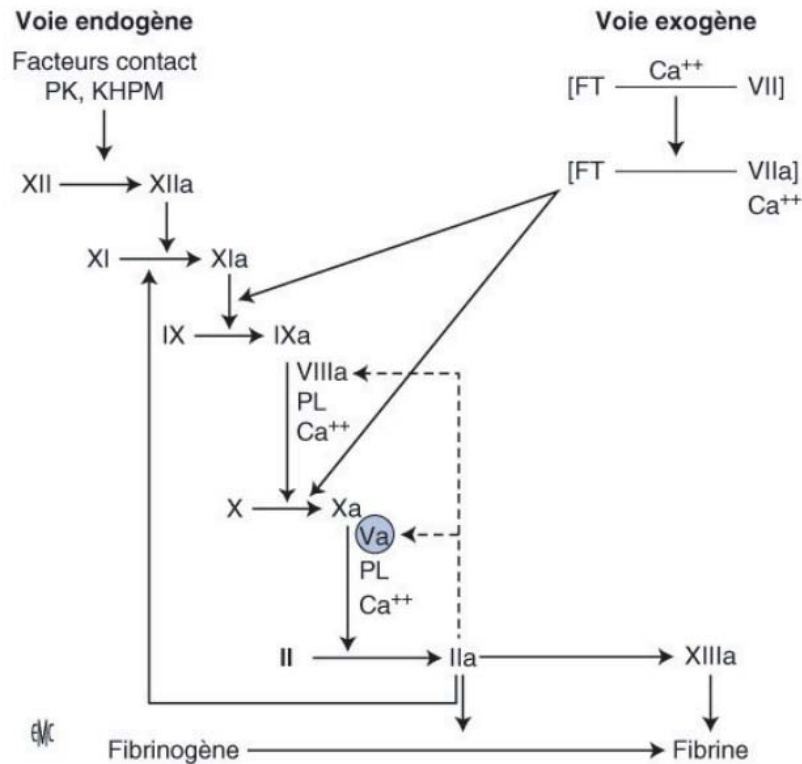 Voie endogène
Voie exogène
Facteurs contact
PK, KHPM
Ca++
[FT VII]
XII XIIa
[FT VIIa]
Ca++
XI XIa
IX IXa
VIIIa
PL
Ca++
X Xa
Va
PL
Ca++
II IIa XIIIa
EMC
Fibrinogène Fibrine